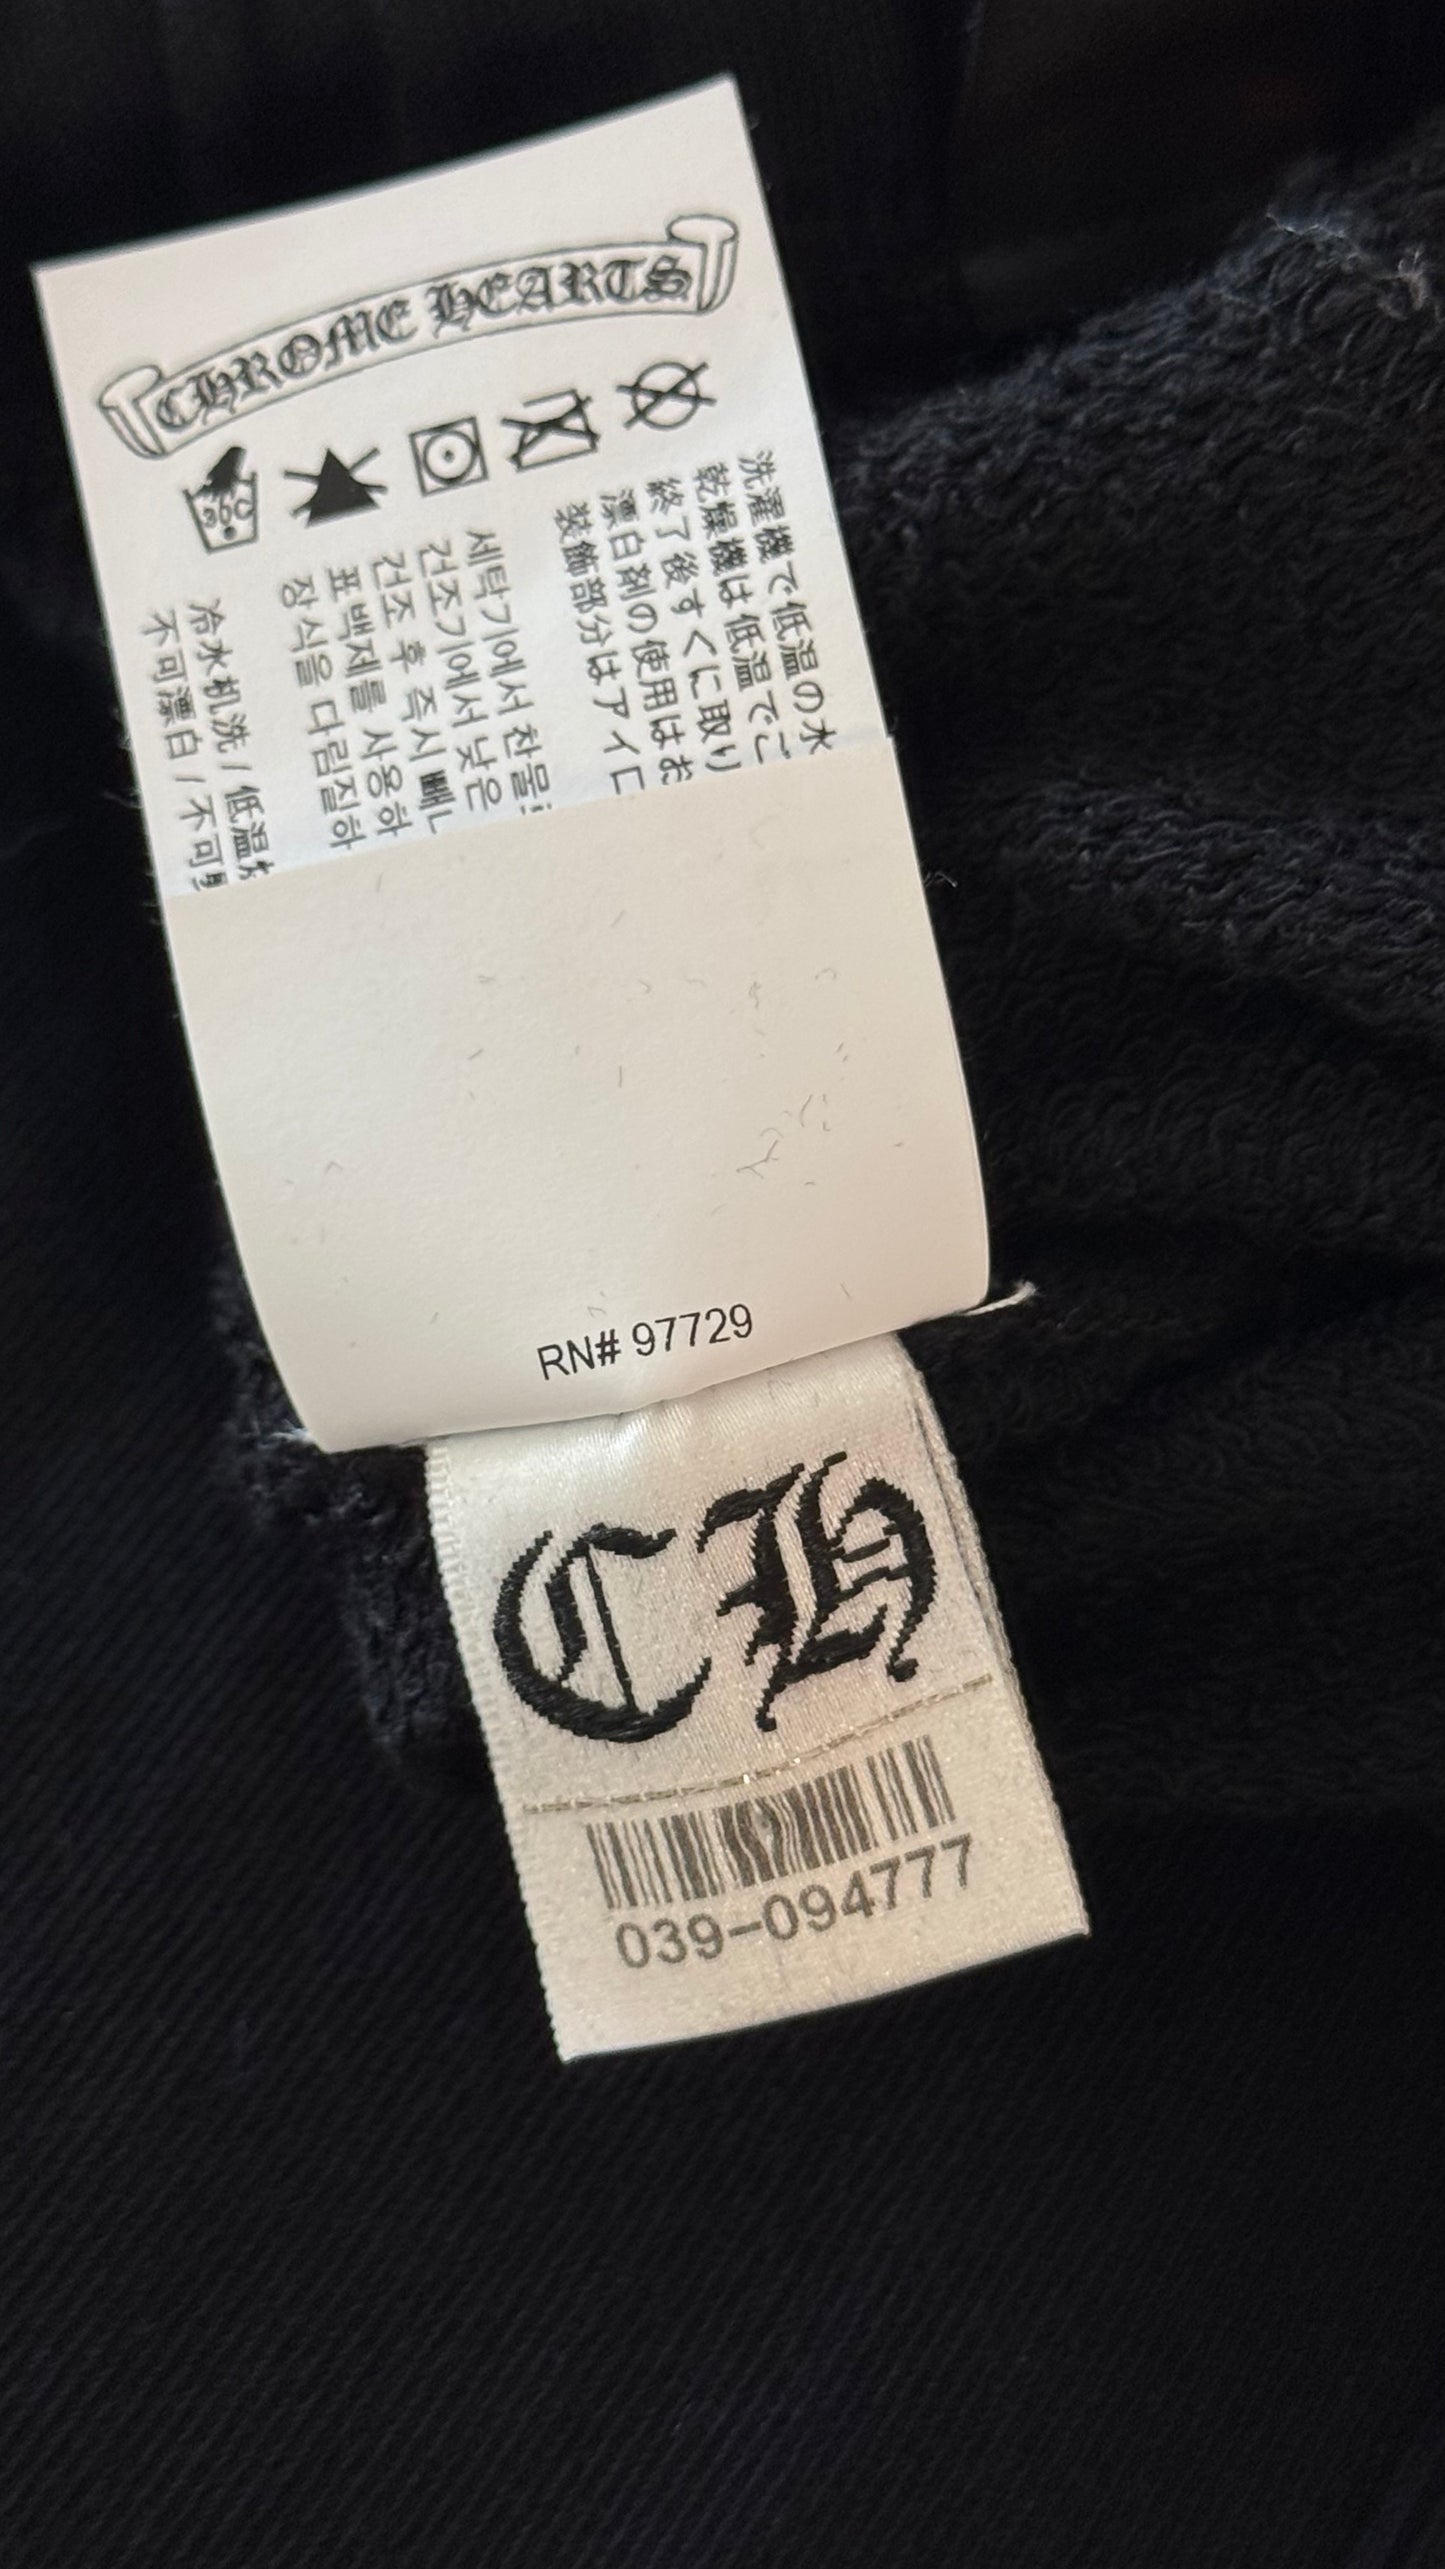 CHROME HEARTS
30C
洗濯機で低温の水
乾燥機は低温でご
終了後すぐに取り
漂白剤の使用はお
装飾部分はアイ
세탁기에서 찬물
건조기에서 낮은
건조 후 즉시 빼
표백제를 사용하
장식을 다림질하
冷水机洗 / 低温
不可漂白 / 不可
RN# 97729
CH
039-094777